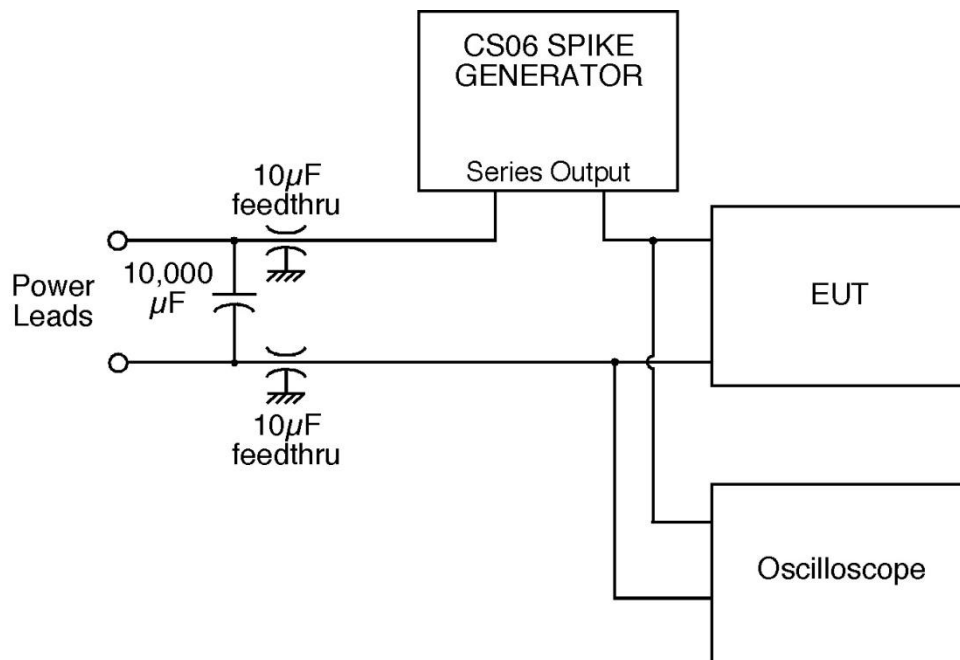 CS06 SPIKE
GENERATOR
Series Output
10µF
feedthru
Power
Leads
10,000
µF
EUT
10µF
feedthru
Oscilloscope